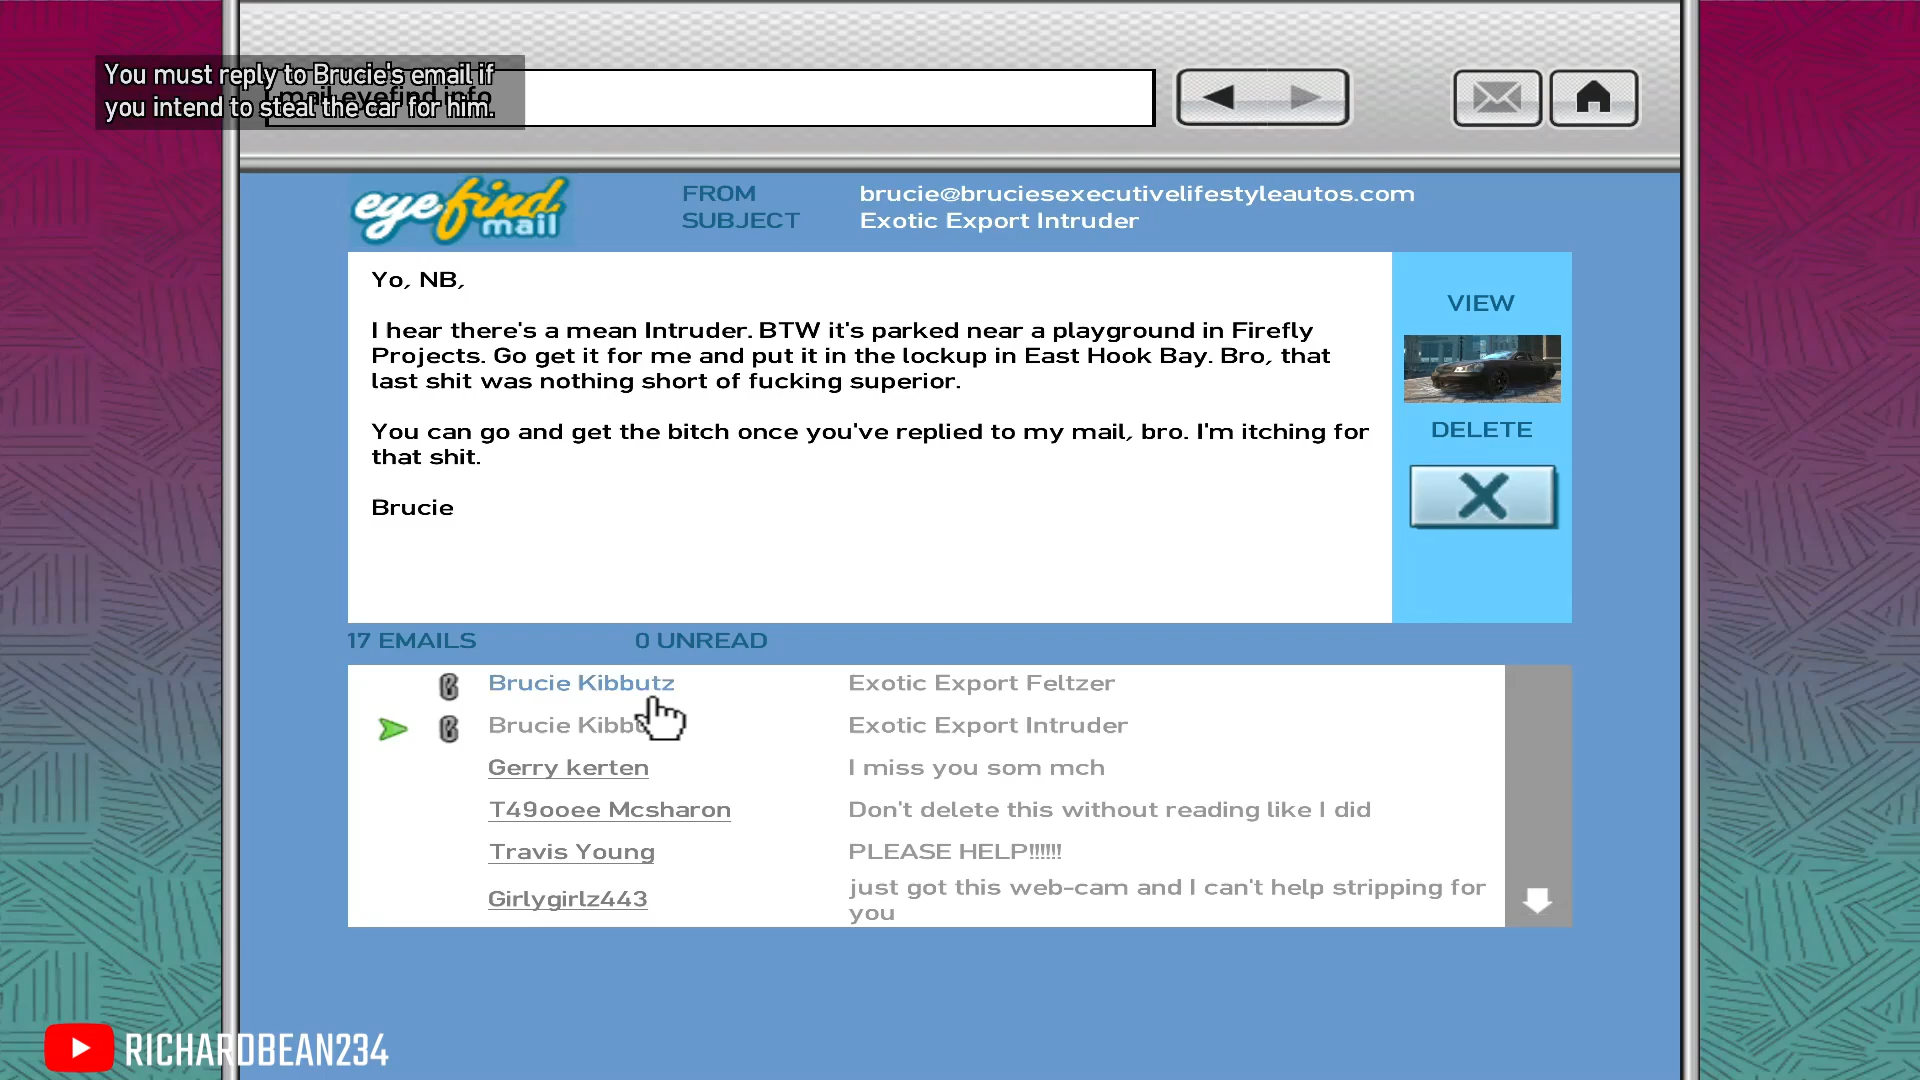 You must reply to Brucie's email if
you intend to steal the car for him.
mail.eyefind.info
eyefind
mail
FROM
brucie@bruciesexecutivelifestyleautos.com
SUBJECT
Exotic Export Intruder
Yo, NB,
I hear there's a mean Intruder. BTW it's parked near a playground in Firefly
Projects. Go get it for me and put it in the lockup in East Hook Bay. Bro, that
last shit was nothing short of fucking superior.
You can go and get the bitch once you've replied to my mail, bro. I'm itching for
that shit.
Brucie
VIEW
DELETE
17 EMAILS
0 UNREAD
Brucie Kibbutz
Exotic Export Feltzer
Brucie Kibbu
Exotic Export Intruder
Gerry kerten
I miss you som mch
T49ooee Mcsharon
Don't delete this without reading like I did
Travis Young
PLEASE HELP!!!!!!
Girlygirlz443
just got this web-cam and I can't help stripping for
you
RICHARDBEAN234